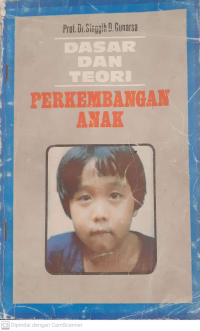 Prof. Dr. Singgih D. Gunarsa
DASAR
DAN
TEORI
PERKEMBANGAN
ANAK
Dipindai dengan CamScanner